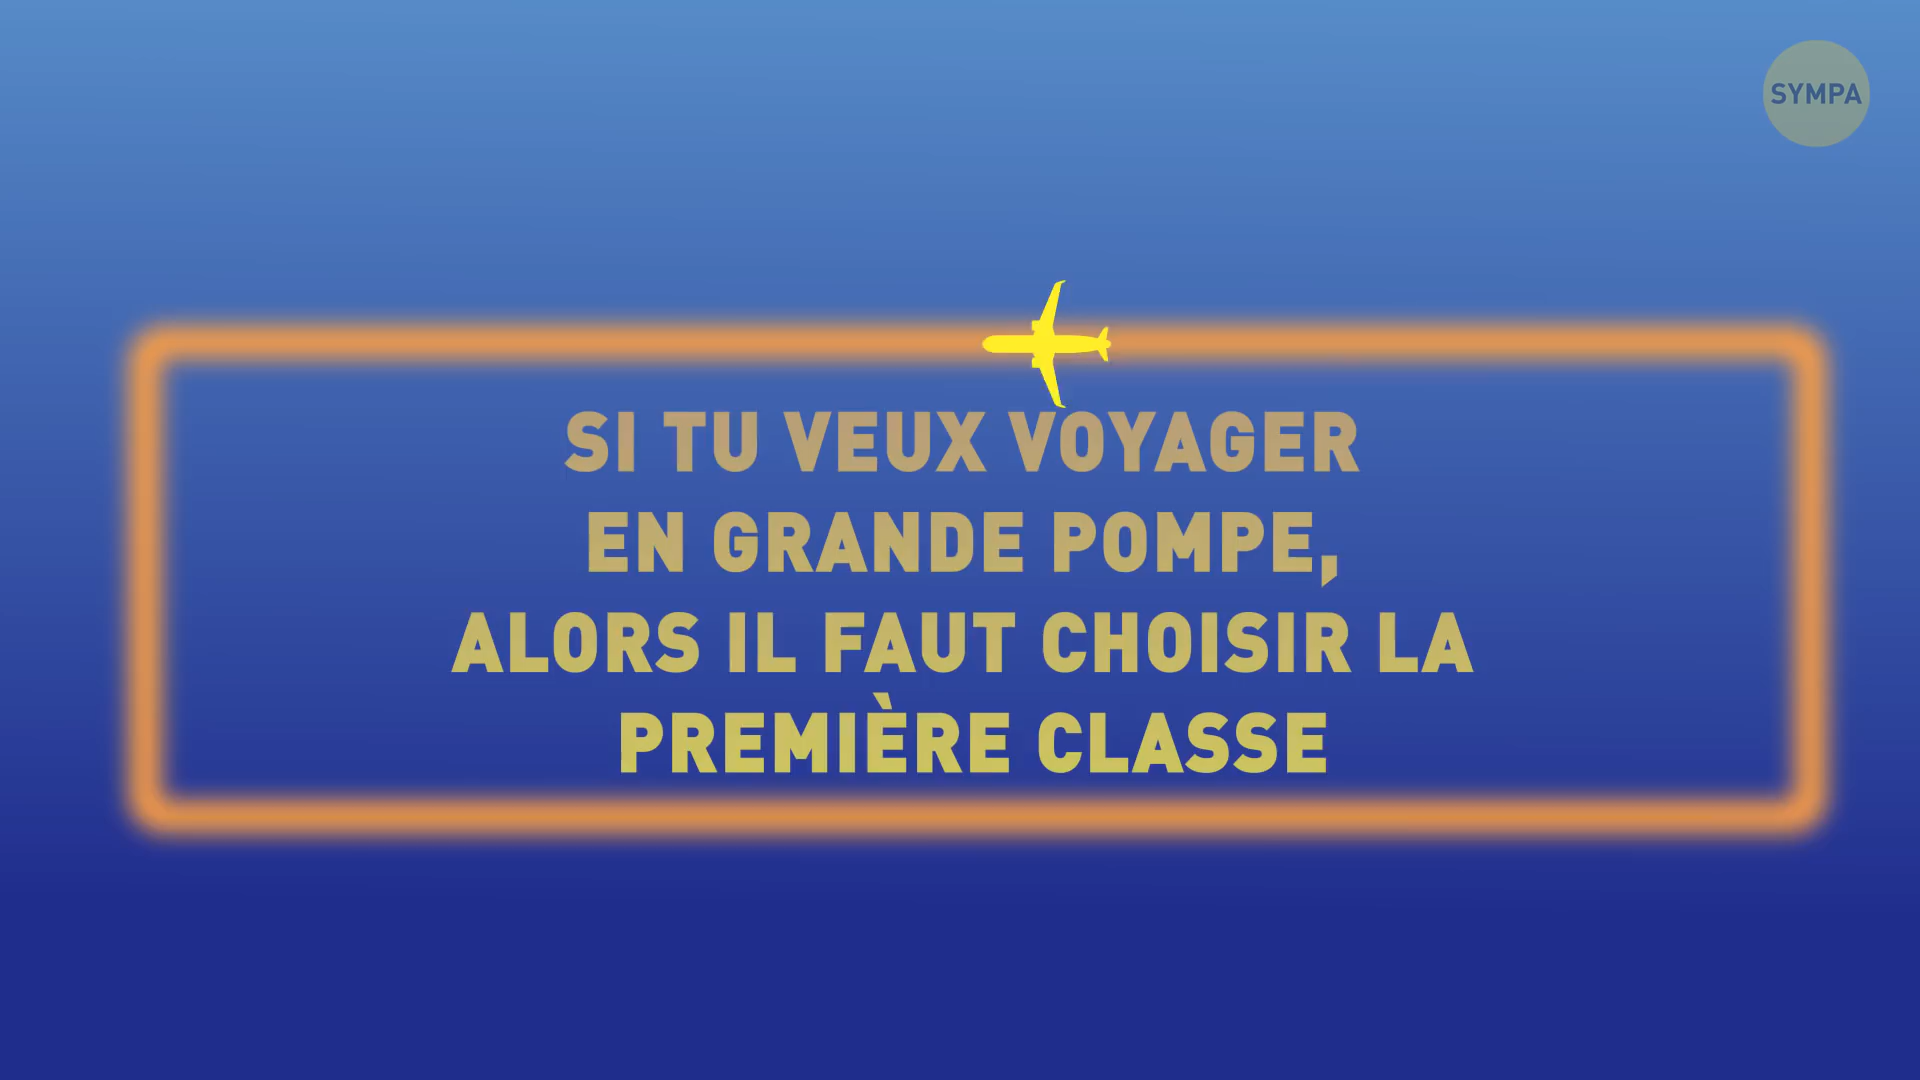 SYMPA
SI TU VEUX VOYAGER
EN GRANDE POMPE,
ALORS IL FAUT CHOISIR LA
PREMIÈRE CLASSE